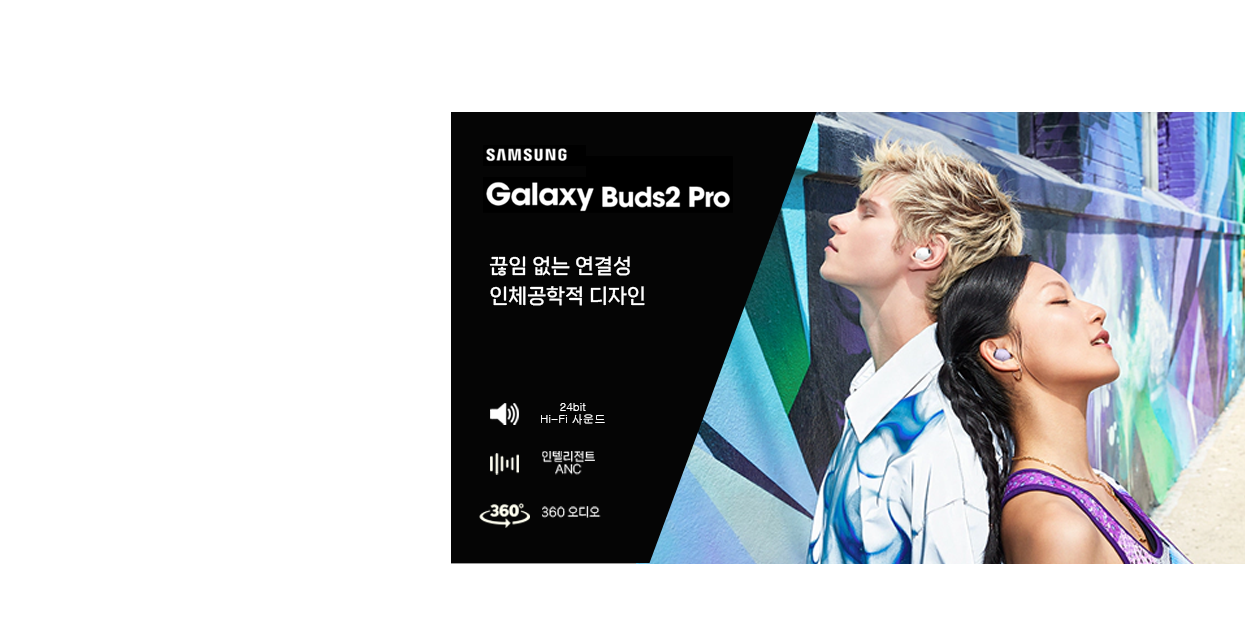 SAMSUNG
Galaxy Buds2 Pro
끊임 없는 연결성
인체공학적 디자인
24bit
Hi-Fi 사운드
인텔리전트
ANC
360°
360 오디오